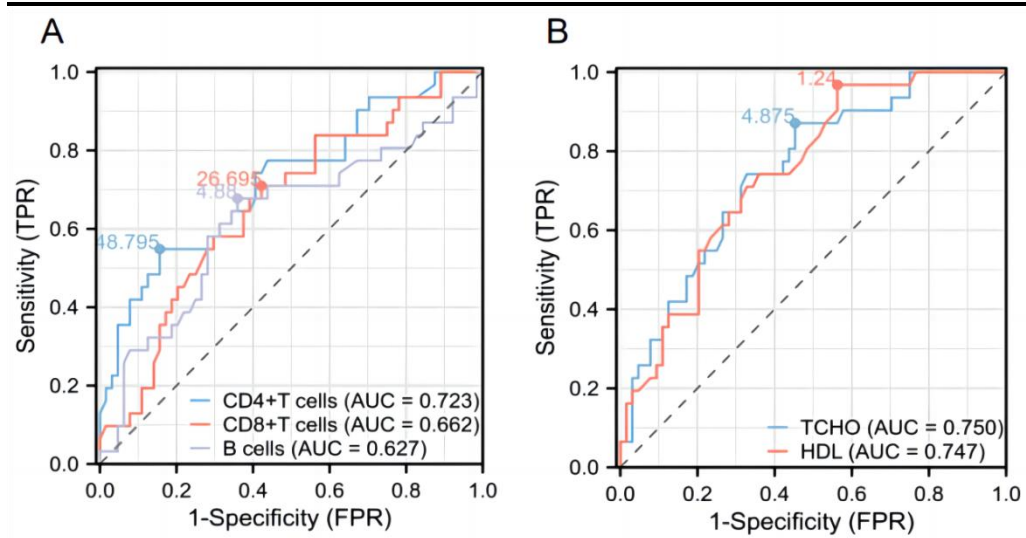 A
Sensitivity (TPR)
1.0
0.8
0.6
0.4
0.2
0.0
26.695
4.88
48.795
CD4+T cells (AUC = 0.723)
CD8+T cells (AUC = 0.662)
B cells (AUC = 0.627)
0.0 0.2 0.4 0.6 0.8 1.0
1-Specificity (FPR)
B
Sensitivity (TPR)
1.0
0.8
0.6
0.4
0.2
0.0
1.24
4.875
TCHO (AUC = 0.750)
HDL (AUC = 0.747)
0.0 0.2 0.4 0.6 0.8 1.0
1-Specificity (FPR)